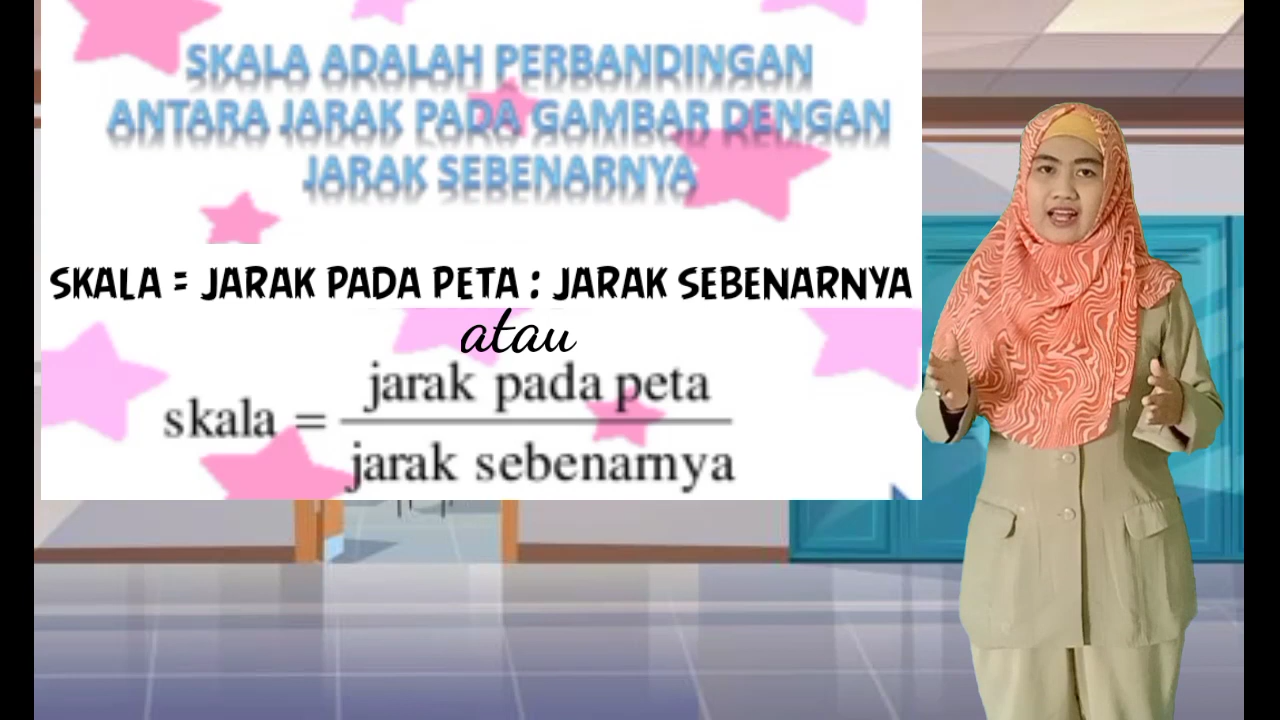 SKALA ADALAH PERBANDINGAN
ANTARA JARAK PADA GAMBAR DENGAN
JARAK SEBENARNYA
SKALA = JARAK PADA PETA : JARAK SEBENARNYA
atau
skala = jarak pada peta
jarak sebenarnya